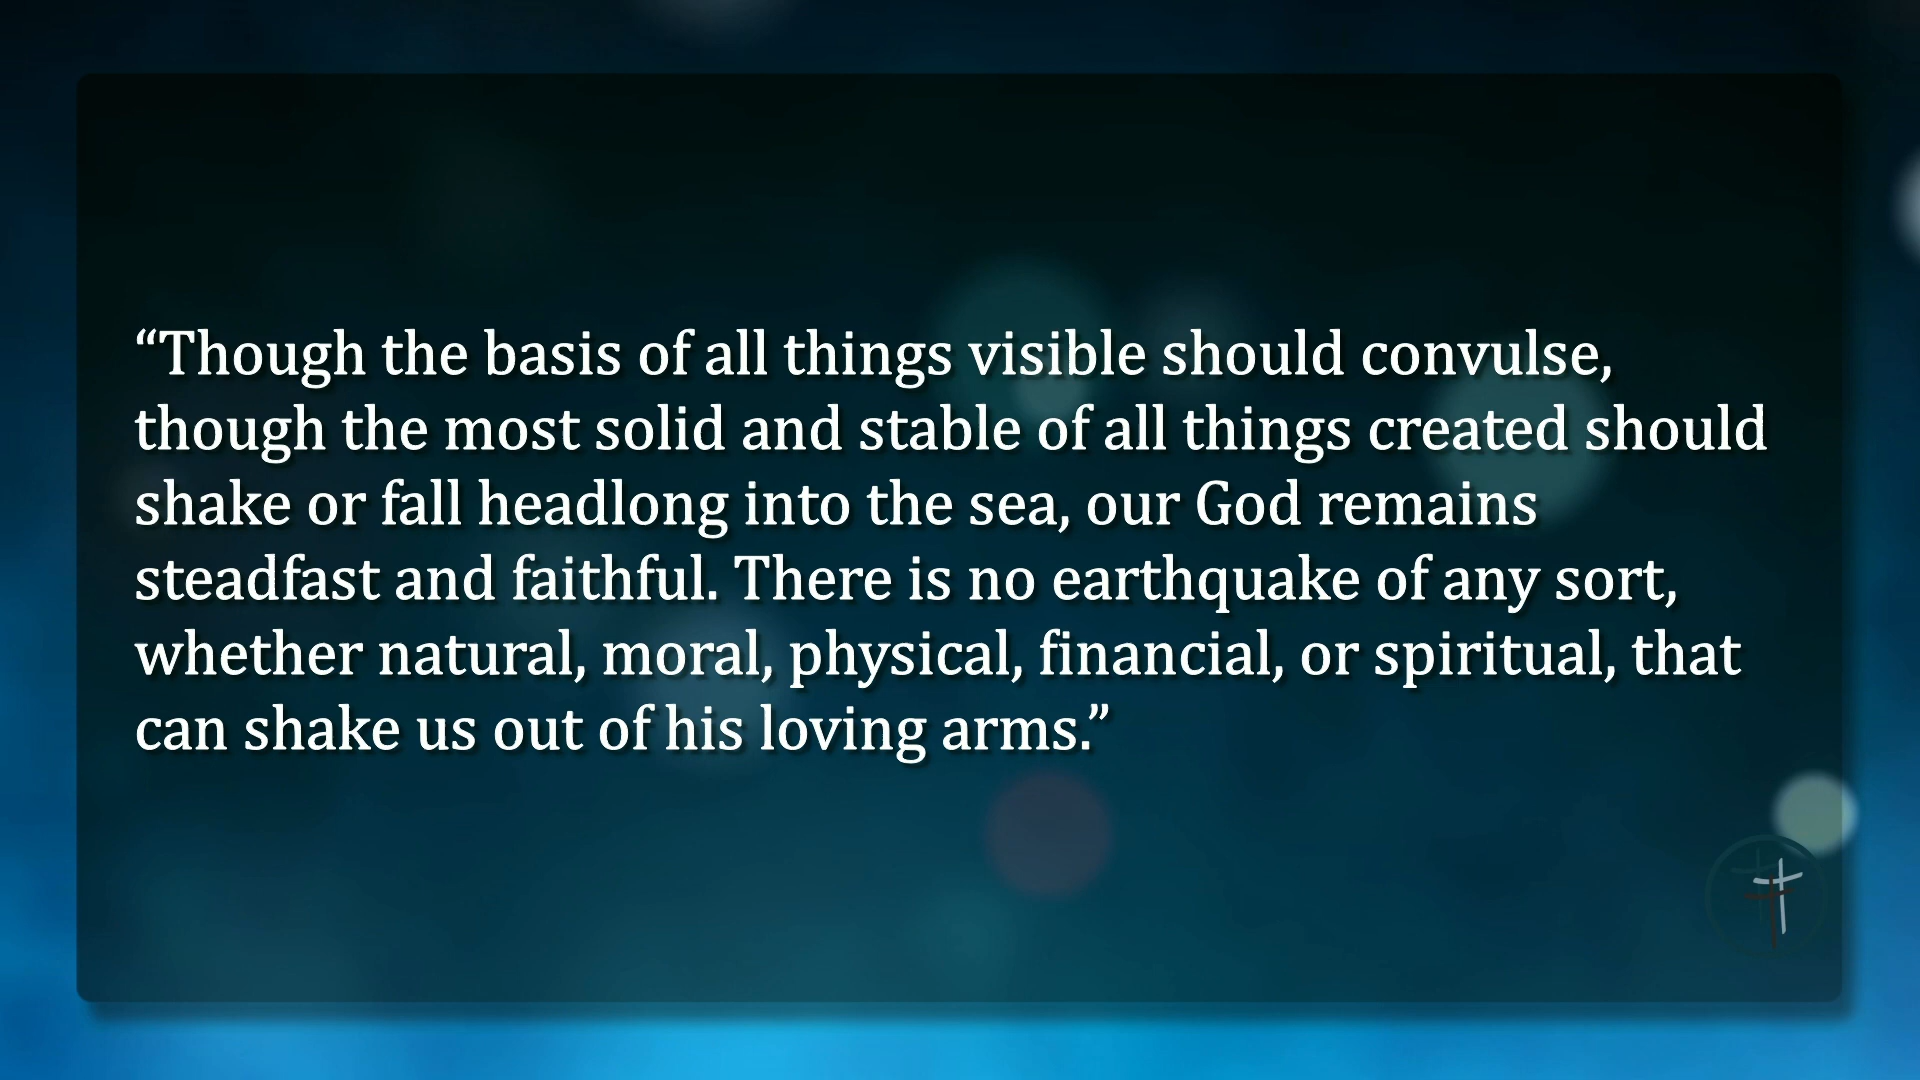 “Though the basis of all things visible should convulse,
though the most solid and stable of all things created should
shake or fall headlong into the sea, our God remains
steadfast and faithful. There is no earthquake of any sort,
whether natural, moral, physical, financial, or spiritual, that
can shake us out of his loving arms.”